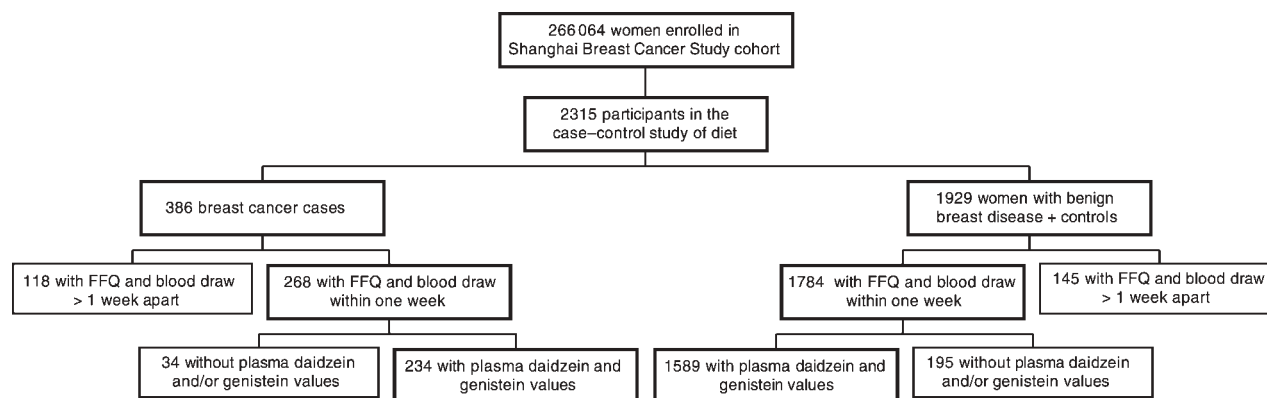 266 064 women enrolled in
Shanghai Breast Cancer Study cohort
2315 participants in the
case–control study of diet
386 breast cancer cases
1929 women with benign
breast disease + controls
118 with FFQ and blood draw
> 1 week apart
268 with FFQ and blood draw
within one week
1784 with FFQ and blood draw
within one week
145 with FFQ and blood draw
> 1 week apart
34 without plasma daidzein
and/or genistein values
234 with plasma daidzein and
genistein values
1589 with plasma daidzein and
genistein values
195 without plasma daidzein
and/or genistein values